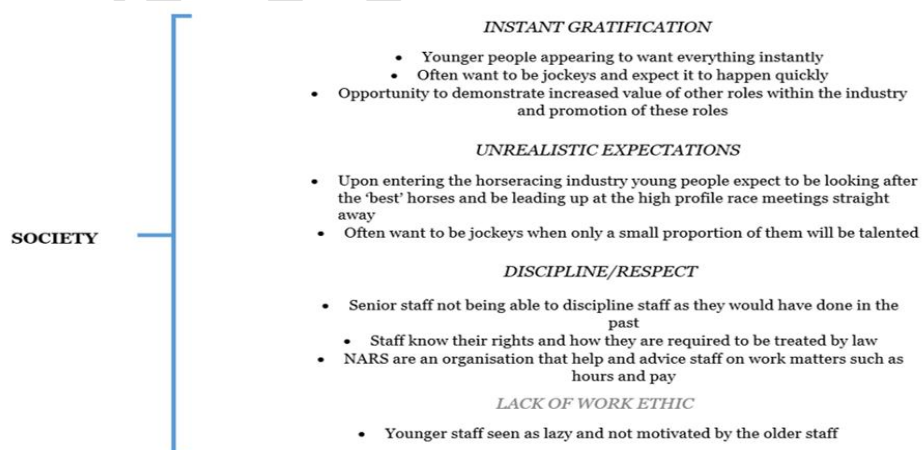 INSTANT GRATIFICATION
• Younger people appearing to want everything instantly
• Often want to be jockeys and expect it to happen quickly
• Opportunity to demonstrate increased value of other roles within the industry
and promotion of these roles
UNREALISTIC EXPECTATIONS
• Upon entering the horseracing industry young people expect to be looking after
the ‘best’ horses and be leading up at the high profile race meetings straight
away
• Often want to be jockeys when only a small proportion of them will be talented
SOCIETY
DISCIPLINE/RESPECT
• Senior staff not being able to discipline staff as they would have done in the
past
• Staff know their rights and how they are required to be treated by law
• NARS are an organisation that help and advice staff on work matters such as
hours and pay
LACK OF WORK ETHIC
• Younger staff seen as lazy and not motivated by the older staff